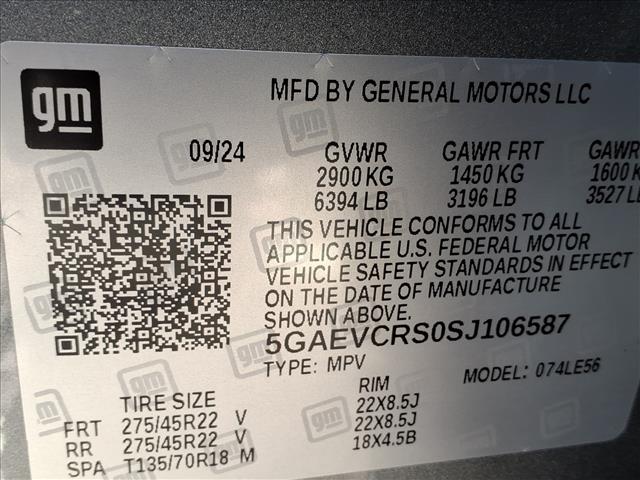 gm
MFD BY GENERAL MOTORS LLC
09/24 GVWR GAWR FRT GAWR
2900 KG 1450 KG 1600 K
6394 LB 3196 LB 3527 LB
THIS VEHICLE CONFORMS TO ALL
APPLICABLE U.S. FEDERAL MOTOR
VEHICLE SAFETY STANDARDS IN EFFECT
ON THE DATE OF MANUFACTURE
SHOWN ABOVE.
5GAEVCRS0SJ106587
TYPE: MPV MODEL: 074LE56
TIRE SIZE RIM
FRT 275/45R22 V 22X8.5J
RR 275/45R22 V 22X8.5J
SPA T135/70R18 M 18X4.5B